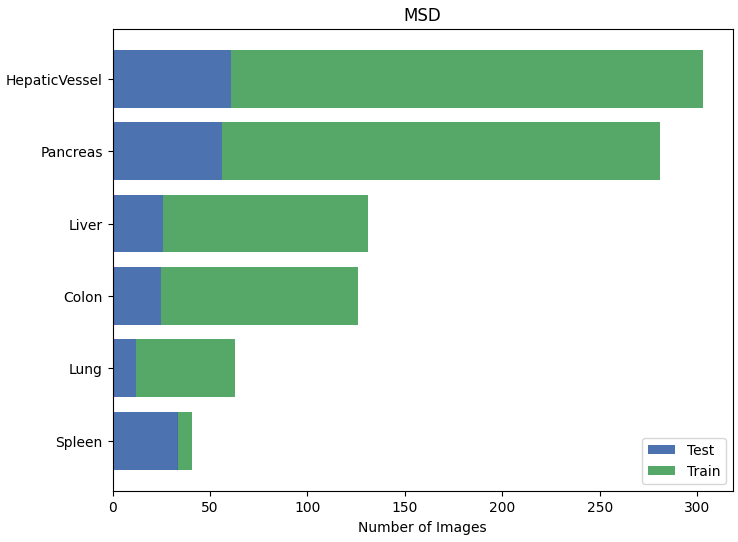 MSD
HepaticVessel
Pancreas
Liver
Colon
Lung
Spleen
Test
Train
0 50 100 150 200 250 300
Number of Images